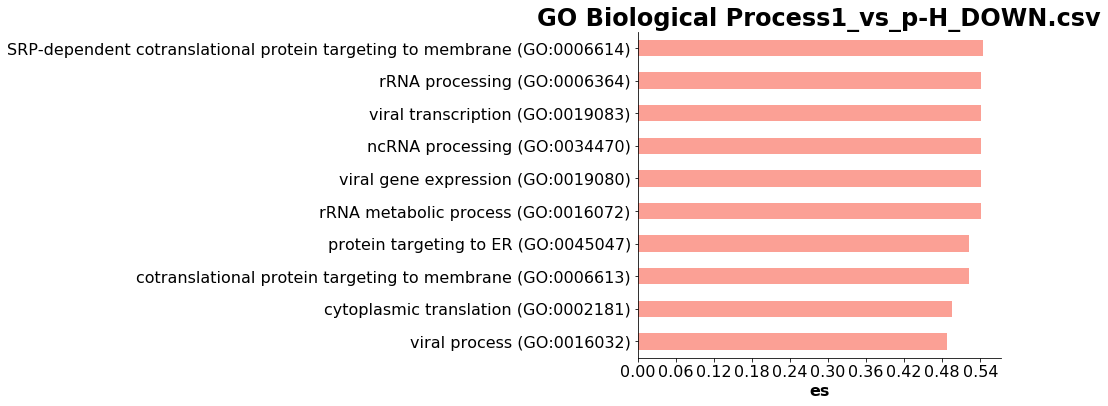 GO Biological Process1_vs_p-H_DOWN.csv
SRP-dependent cotranslational protein targeting to membrane (GO:0006614)
rRNA processing (GO:0006364)
viral transcription (GO:0019083)
ncRNA processing (GO:0034470)
viral gene expression (GO:0019080)
rRNA metabolic process (GO:0016072)
protein targeting to ER (GO:0045047)
cotranslational protein targeting to membrane (GO:0006613)
cytoplasmic translation (GO:0002181)
viral process (GO:0016032)
0.00 0.06 0.12 0.18 0.24 0.30 0.36 0.42 0.48 0.54
es